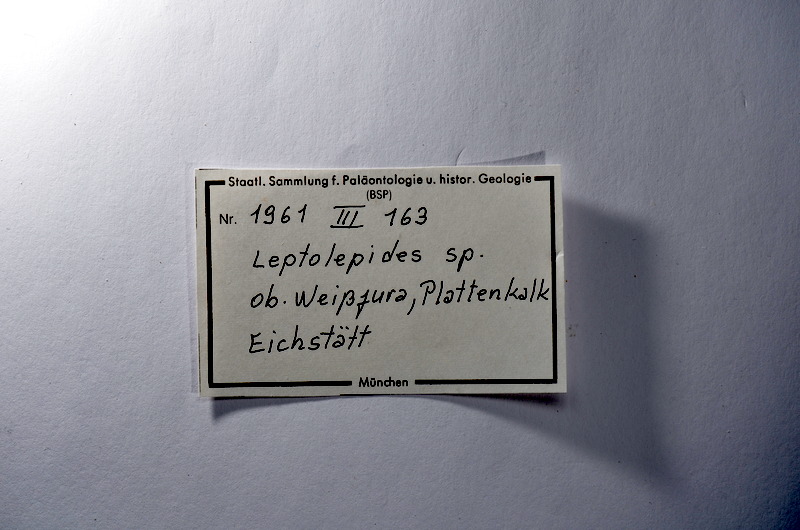 Staatl. Sammlung f. Paläontologie u. histor. Geologie
(BSP)
Nr. 1961 III 163
Leptolepides sp.
ob. Weißjura, Plattenkalk
Eichstätt
München